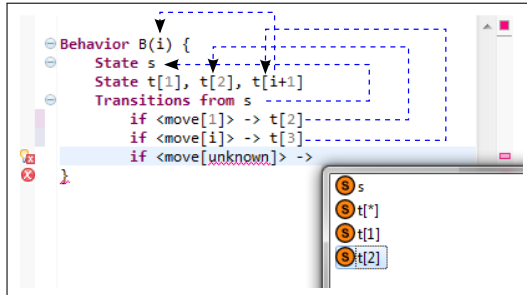 Behavior B(i) {
State s
State t[1], t[2], t[i+1]
Transitions from s
if <move[1]> -> t[2]
if <move[i]> -> t[3]
if <move[unknown]> ->
}
S s
S t[*]
S t[1]
S t[2]